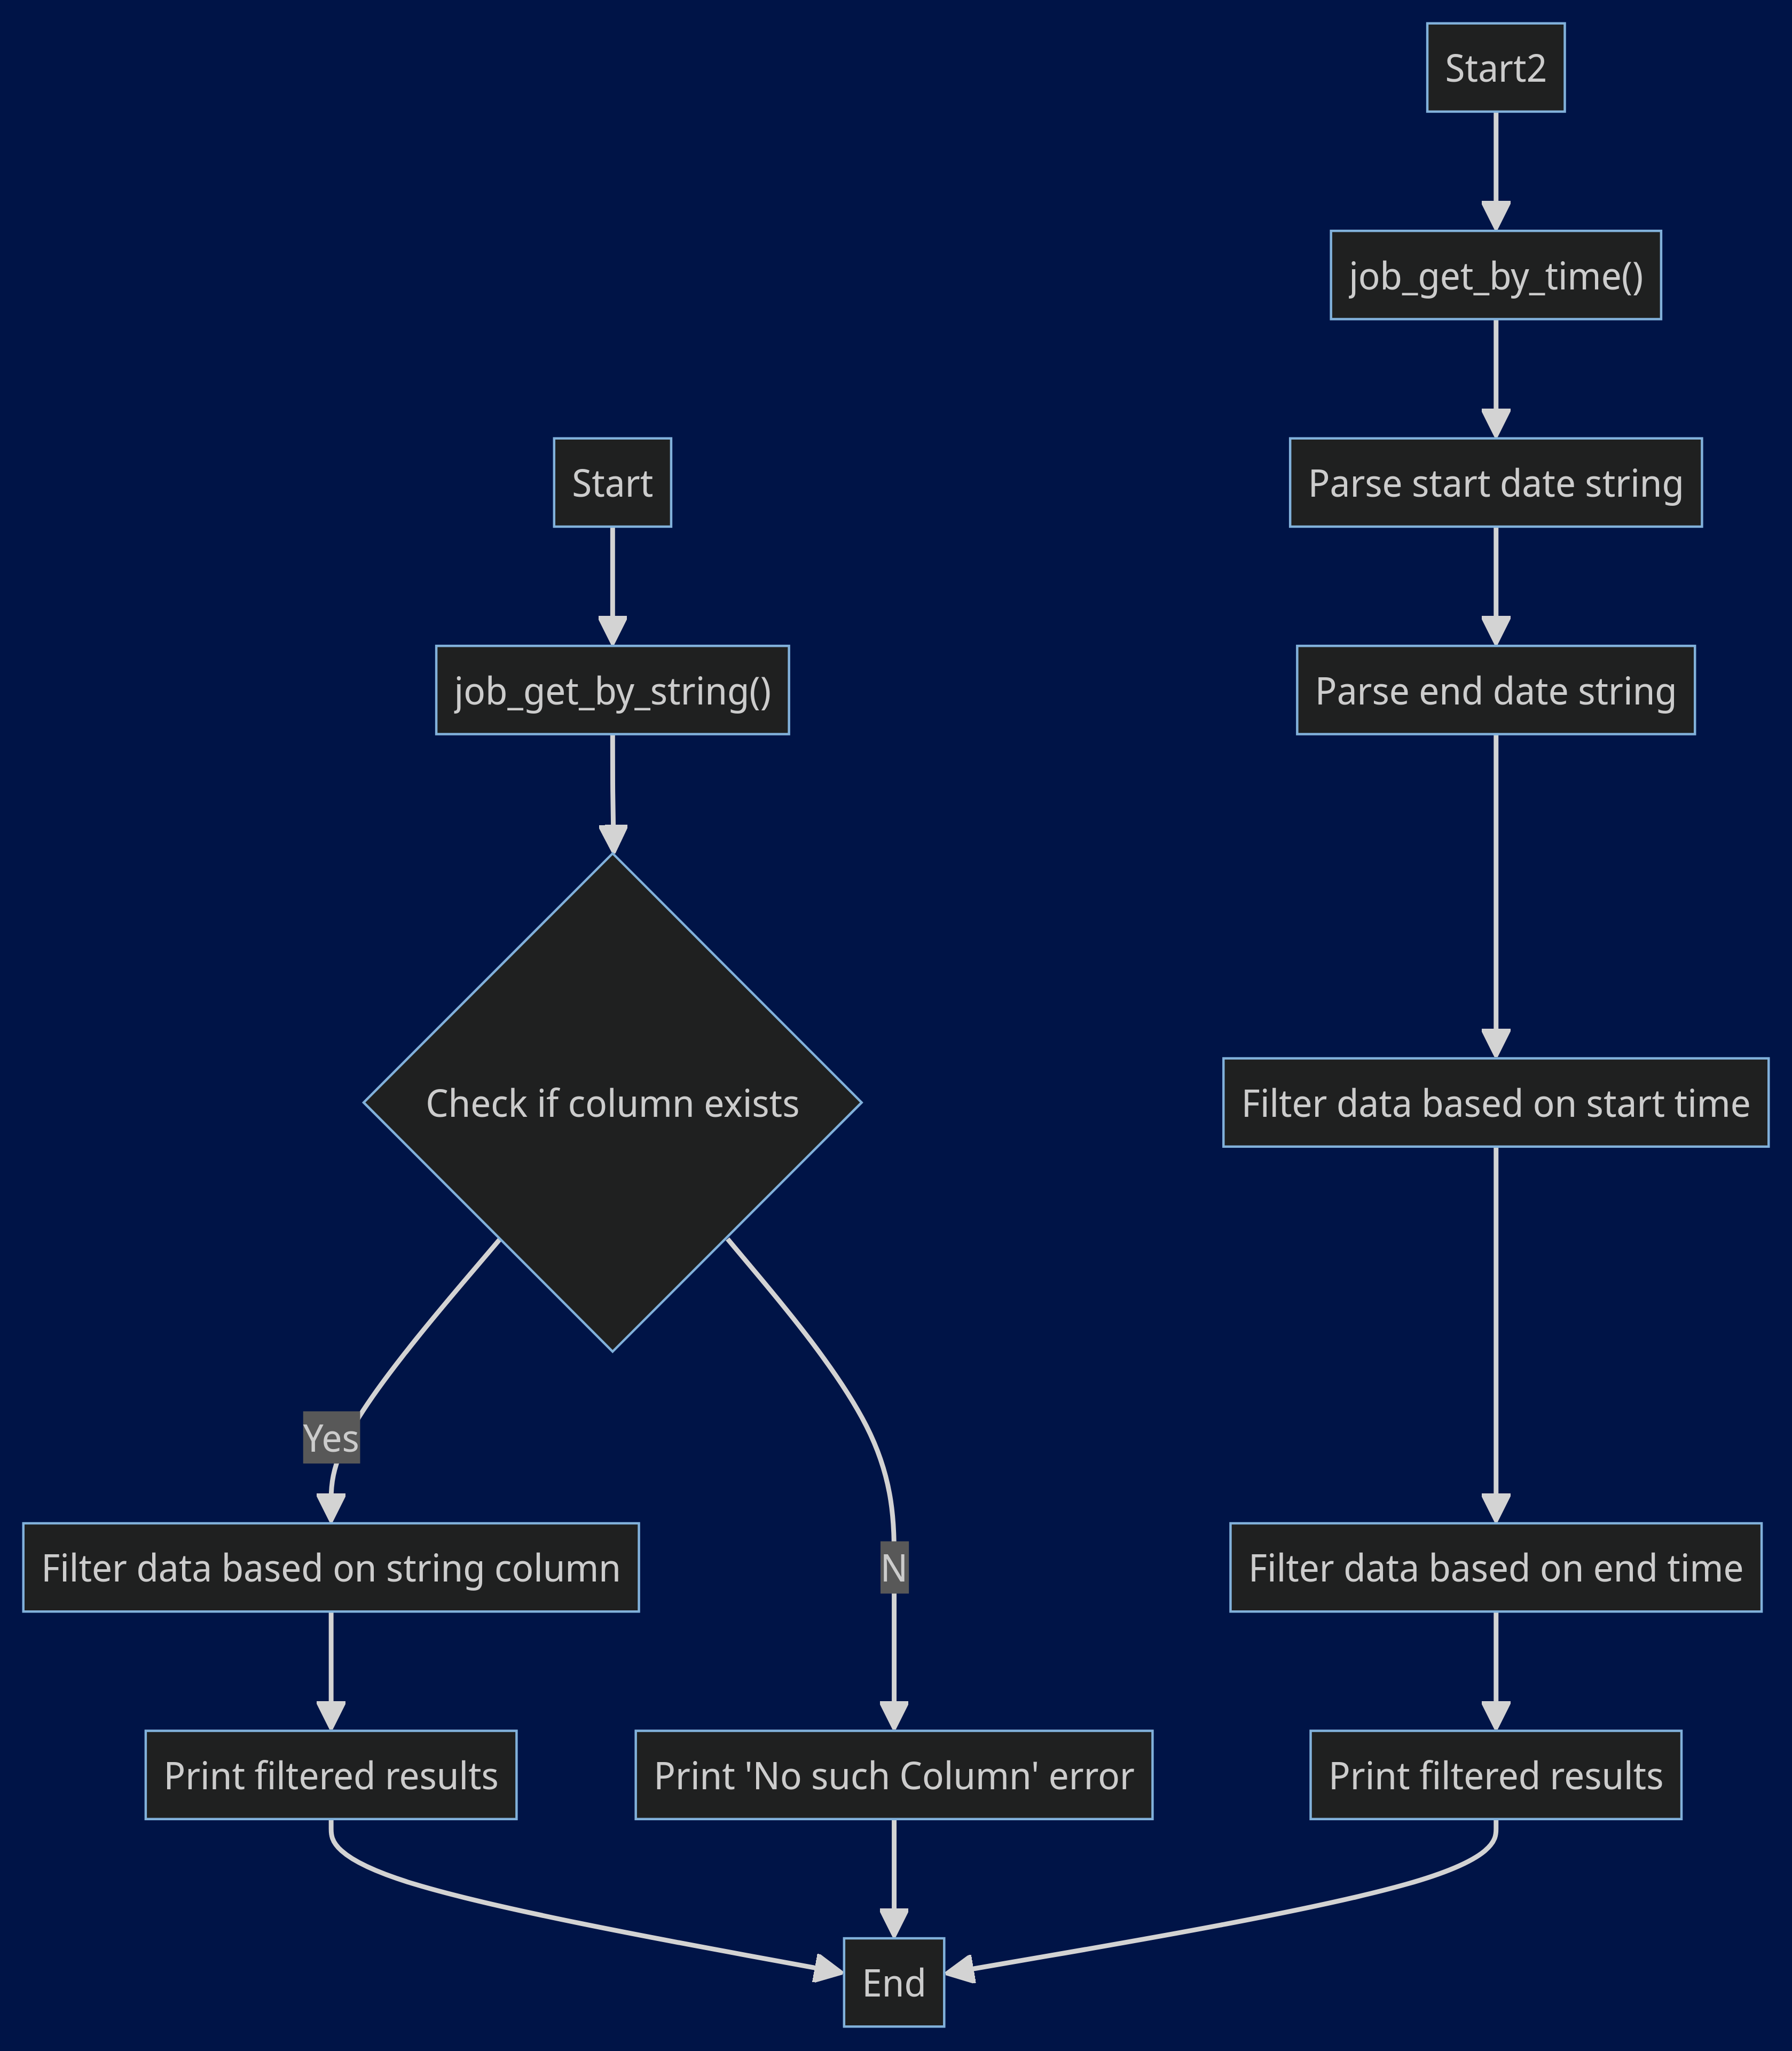 Start2
job_get_by_time()
Start
Parse start date string
job_get_by_string()
Parse end date string
Check if column exists
Filter data based on start time
Yes
Filter data based on string column
N
Filter data based on end time
Print filtered results
Print 'No such Column' error
Print filtered results
End